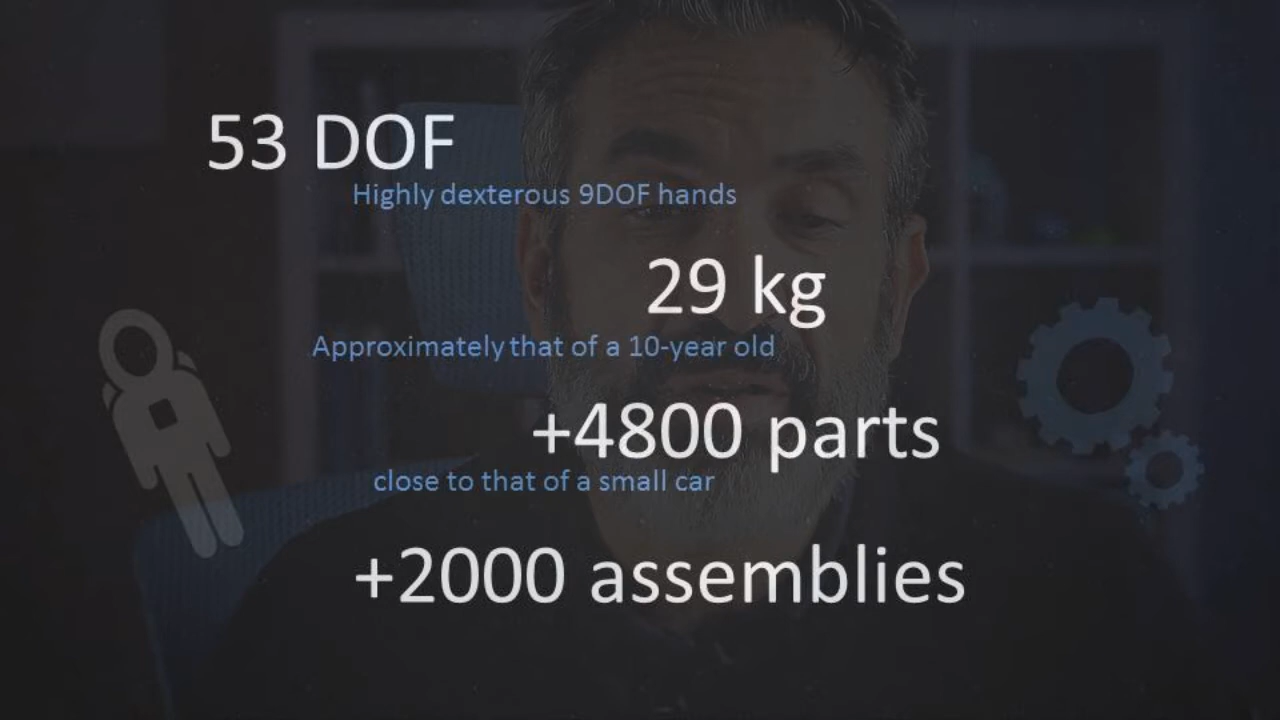 53 DOF
Highly dexterous 9DOF hands
29 kg
Approximately that of a 10-year old
+4800 parts
close to that of a small car
+2000 assemblies